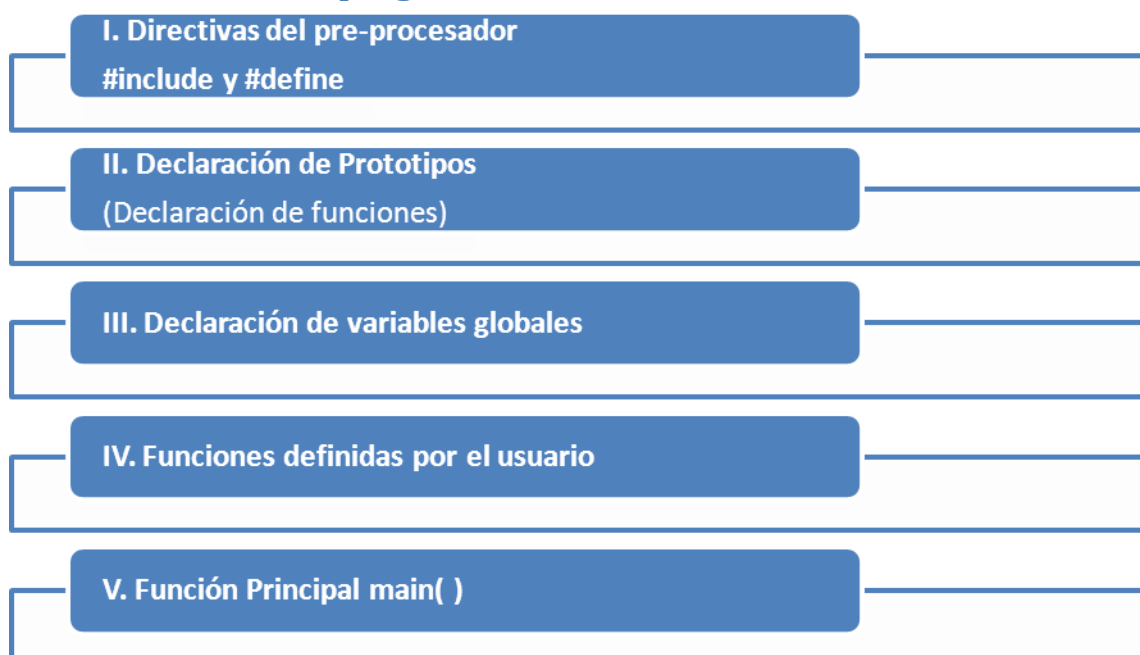 I. Directivas del pre-procesador
#include y #define
II. Declaración de Prototipos
(Declaración de funciones)
III. Declaración de variables globales
IV. Funciones definidas por el usuario
V. Función Principal main( )